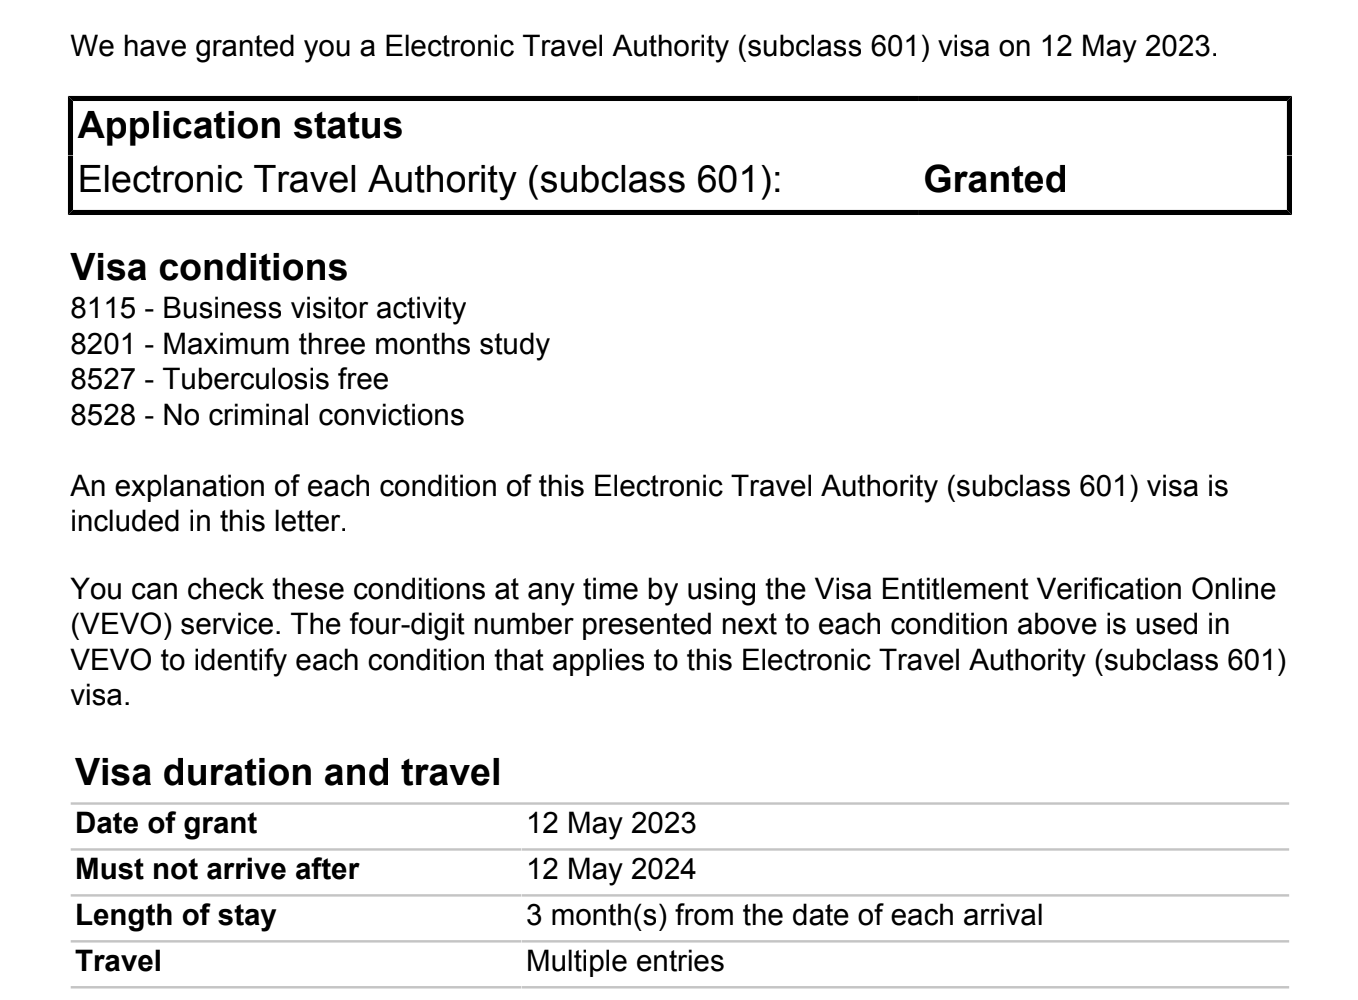 We have granted you a Electronic Travel Authority (subclass 601) visa on 12 May 2023.
Application status
Electronic Travel Authority (subclass 601): Granted
Visa conditions
8115 - Business visitor activity
8201 - Maximum three months study
8527 - Tuberculosis free
8528 - No criminal convictions
An explanation of each condition of this Electronic Travel Authority (subclass 601) visa is
included in this letter.
You can check these conditions at any time by using the Visa Entitlement Verification Online
(VEVO) service. The four-digit number presented next to each condition above is used in
VEVO to identify each condition that applies to this Electronic Travel Authority (subclass 601)
visa.
Visa duration and travel
Date of grant 12 May 2023
Must not arrive after 12 May 2024
Length of stay 3 month(s) from the date of each arrival
Travel Multiple entries